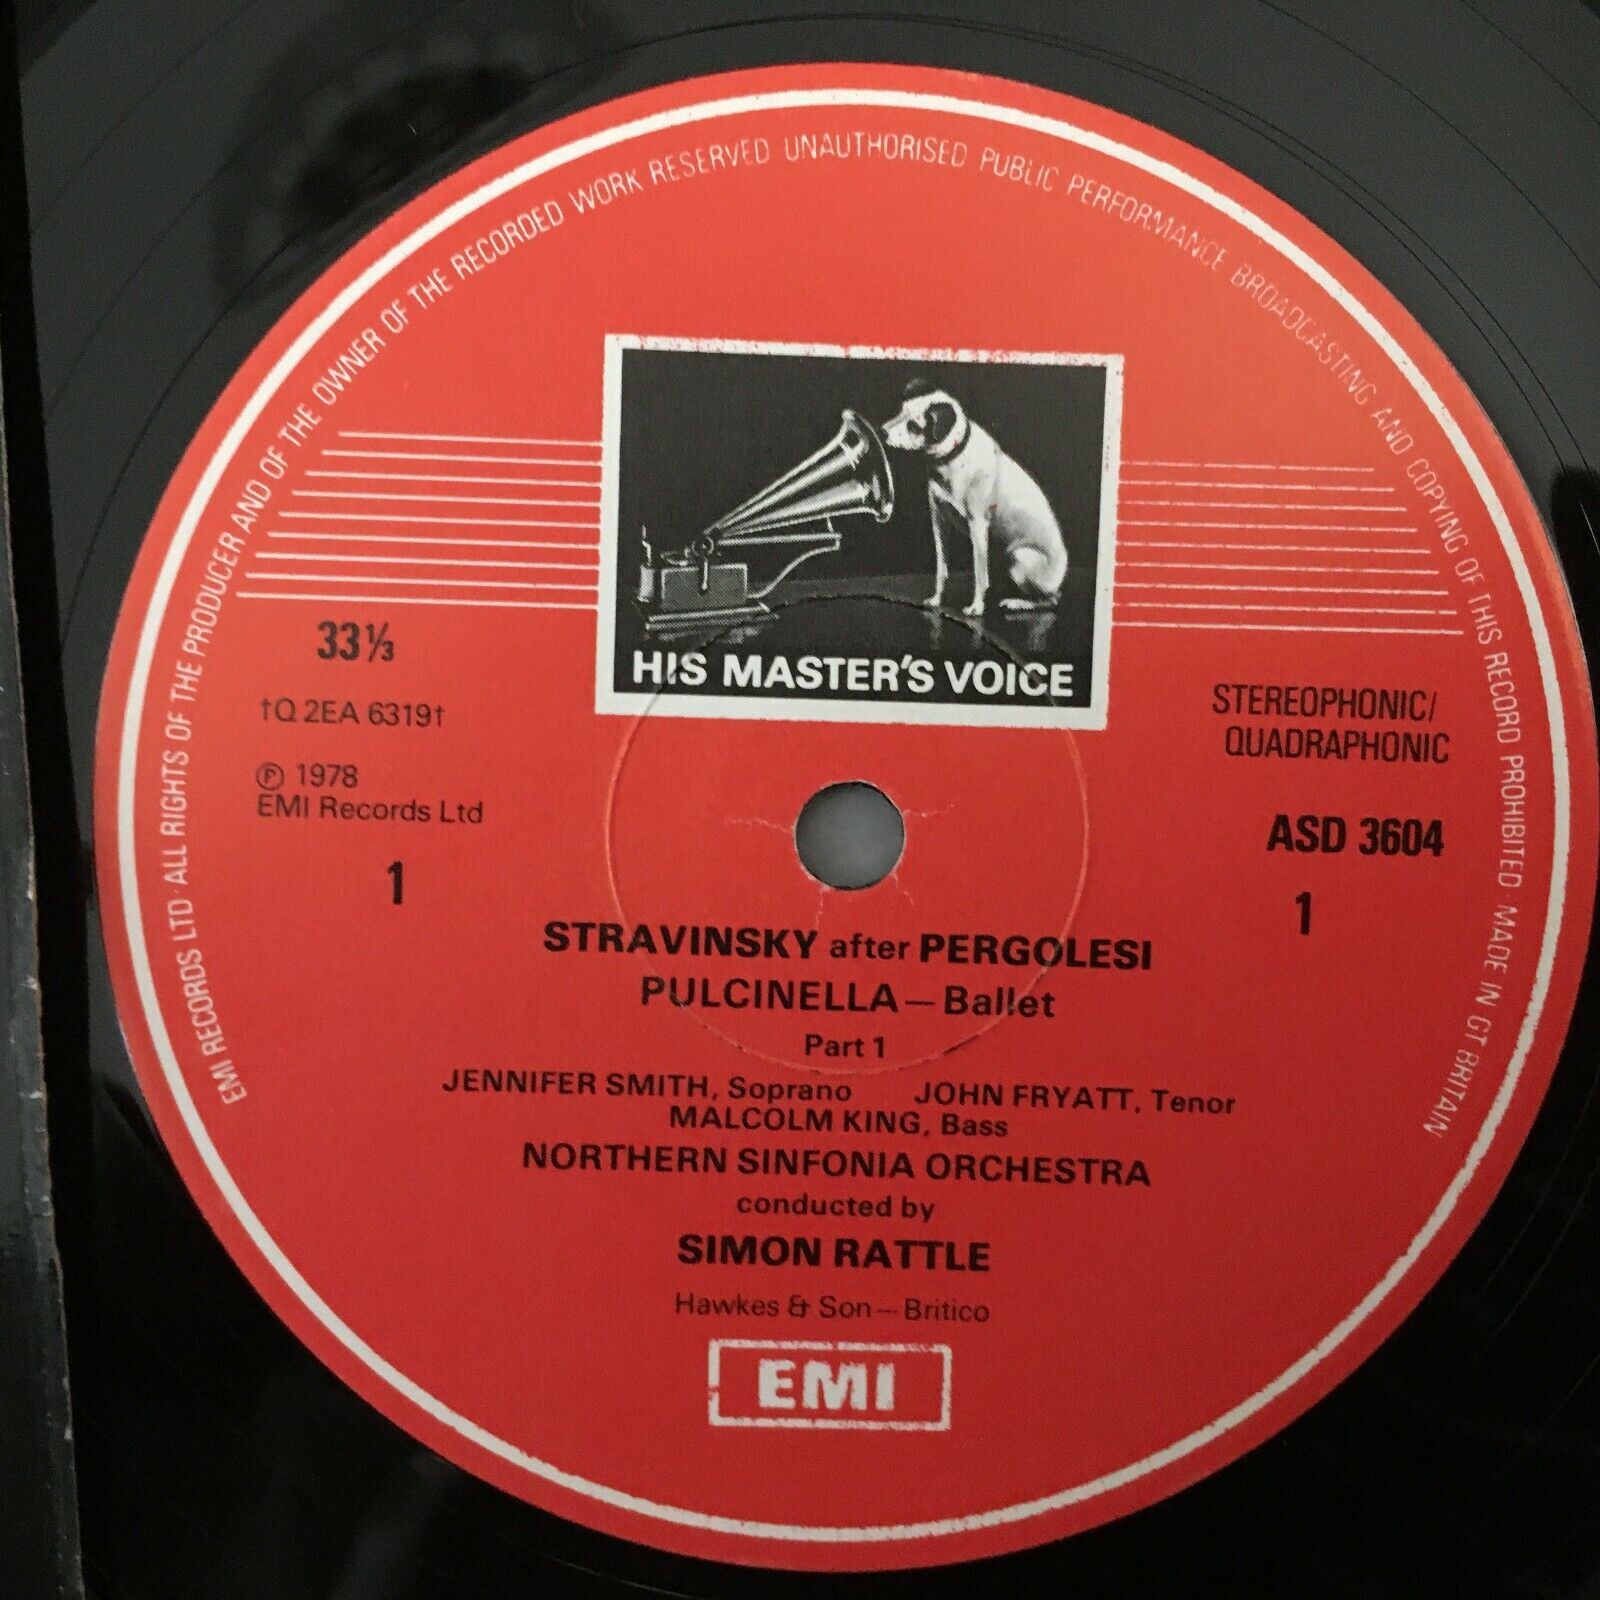 EMI RECORDS LTD · ALL RIGHTS OF THE PRODUCER AND OF THE OWNER OF THE RECORDED WORK RESERVED UNAUTHORISED PUBLIC PERFORMANCE BROADCASTING AND COPYING OF THIS RECORD PROHIBITED · MADE IN GT BRITAIN
HIS MASTER'S VOICE
33⅓
†Q 2EA 6319†
℗ 1978
EMI Records Ltd
1
STEREOPHONIC/
QUADRAPHONIC
ASD 3604
1
STRAVINSKY after PERGOLESI
PULCINELLA — Ballet
Part 1
JENNIFER SMITH, Soprano JOHN FRYATT, Tenor
MALCOLM KING, Bass
NORTHERN SINFONIA ORCHESTRA
conducted by
SIMON RATTLE
Hawkes & Son — Britico
EMI